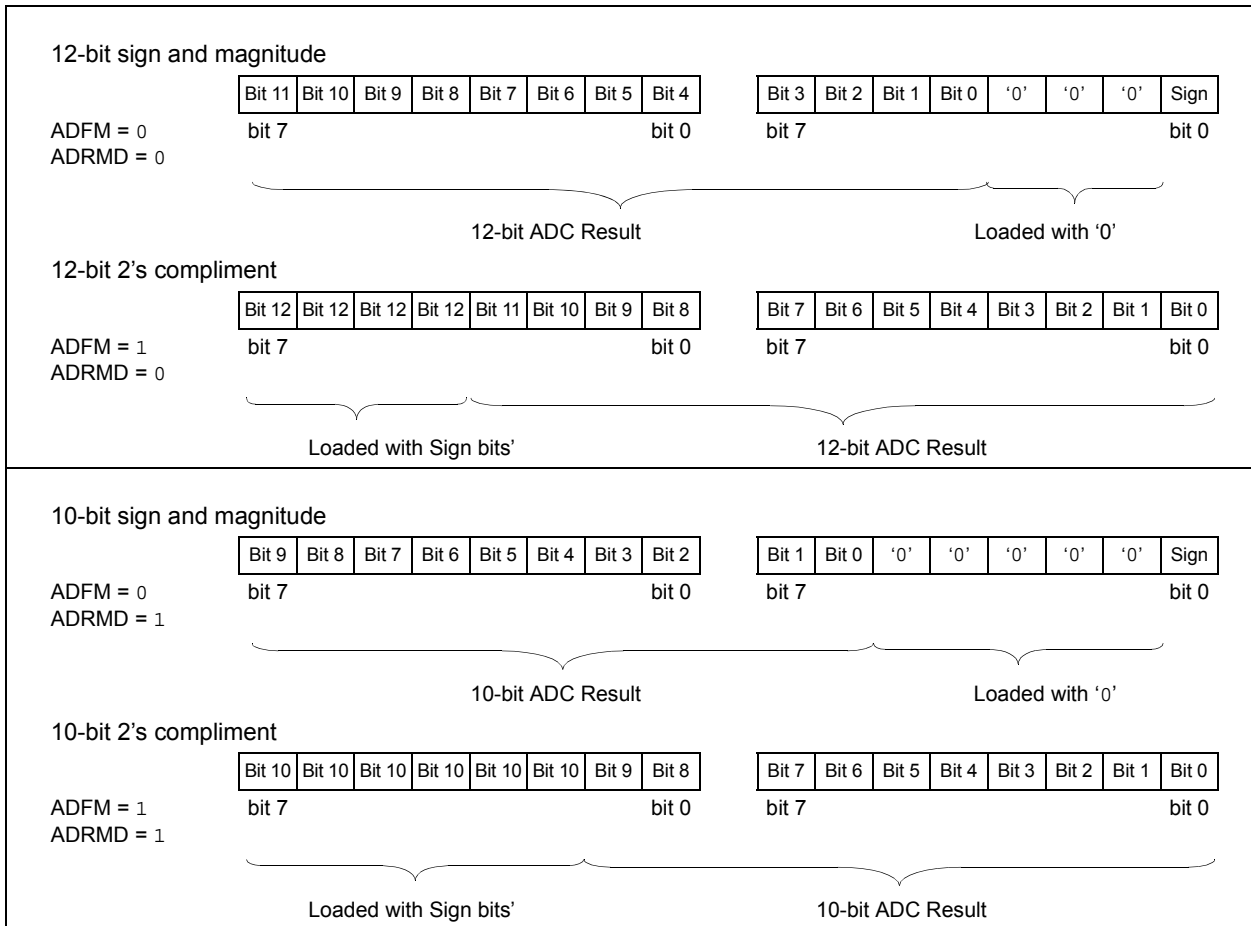 12-bit sign and magnitude
Bit 11 Bit 10 Bit 9 Bit 8 Bit 7 Bit 6 Bit 5 Bit 4 Bit 3 Bit 2 Bit 1 Bit 0 ‘0’ ‘0’ ‘0’ Sign
ADFM = 0 bit 7 bit 0 bit 7 bit 0
ADRMD = 0
12-bit ADC Result Loaded with ‘0’
12-bit 2’s compliment
Bit 12 Bit 12 Bit 12 Bit 12 Bit 11 Bit 10 Bit 9 Bit 8 Bit 7 Bit 6 Bit 5 Bit 4 Bit 3 Bit 2 Bit 1 Bit 0
ADFM = 1 bit 7 bit 0 bit 7 bit 0
ADRMD = 0
Loaded with Sign bits’ 12-bit ADC Result
10-bit sign and magnitude
Bit 9 Bit 8 Bit 7 Bit 6 Bit 5 Bit 4 Bit 3 Bit 2 Bit 1 Bit 0 ‘0’ ‘0’ ‘0’ ‘0’ ‘0’ Sign
ADFM = 0 bit 7 bit 0 bit 7 bit 0
ADRMD = 1
10-bit ADC Result Loaded with ‘0’
10-bit 2’s compliment
Bit 10 Bit 10 Bit 10 Bit 10 Bit 10 Bit 10 Bit 9 Bit 8 Bit 7 Bit 6 Bit 5 Bit 4 Bit 3 Bit 2 Bit 1 Bit 0
ADFM = 1 bit 7 bit 0 bit 7 bit 0
ADRMD = 1
Loaded with Sign bits’ 10-bit ADC Result